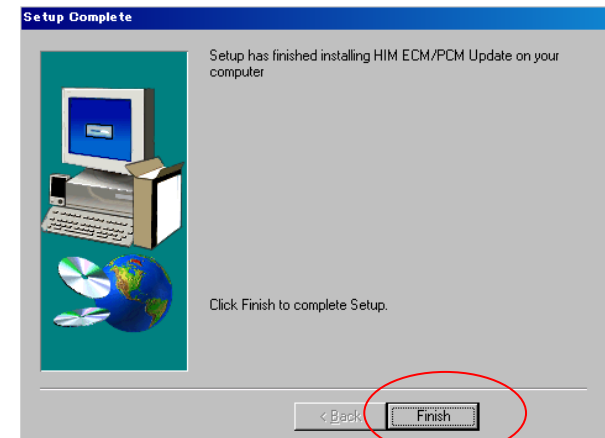 Setup Complete
Setup has finished installing HIM ECM/PCM Update on your
computer
Click Finish to complete Setup.
< Back
Finish